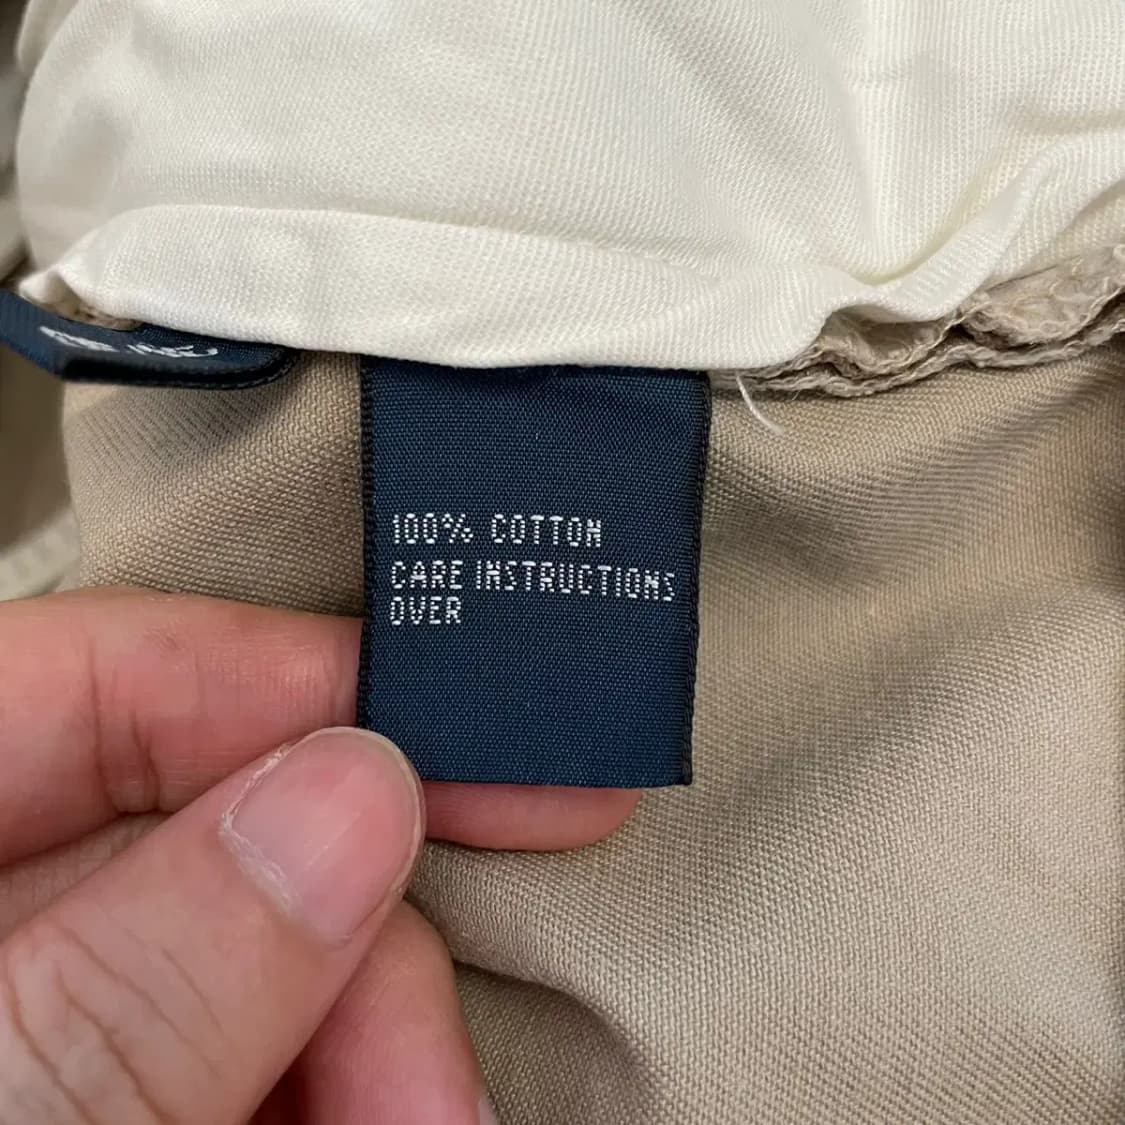 100% COTTON
CARE INSTRUCTIONS
OVER